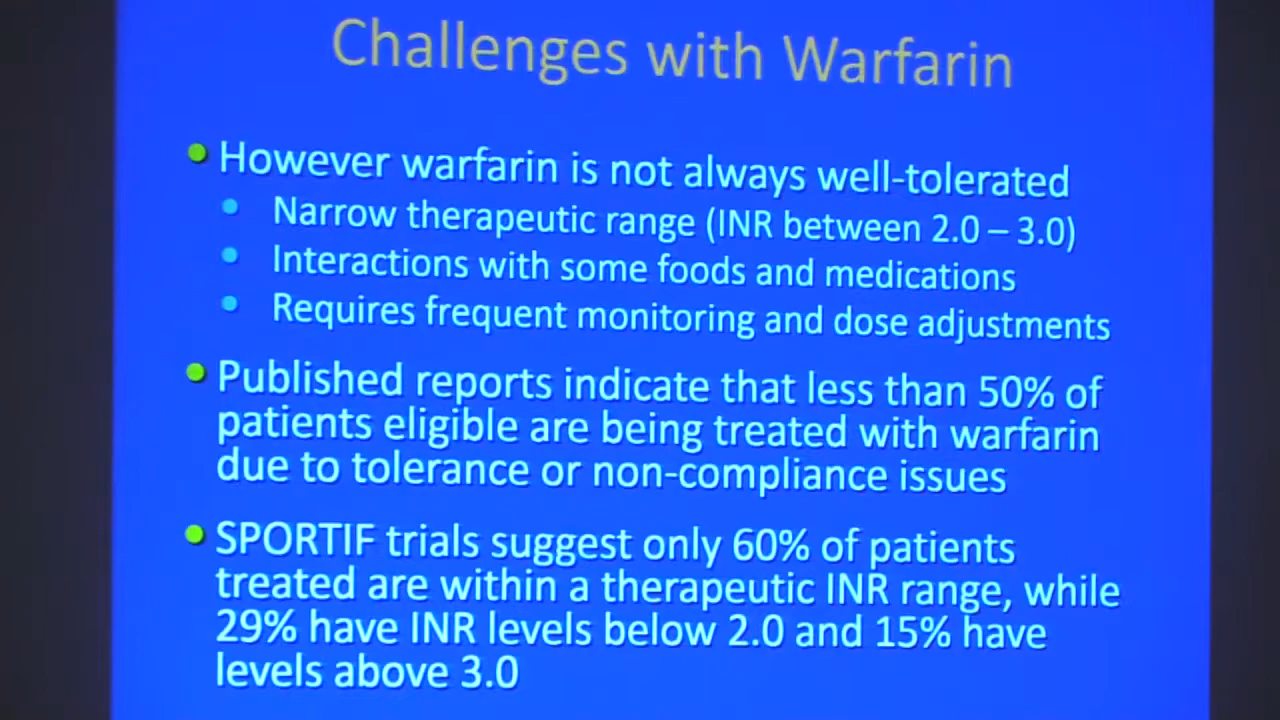 Challenges with Warfarin
However warfarin is not always well-tolerated
Narrow therapeutic range (INR between 2.0 – 3.0)
Interactions with some foods and medications
Requires frequent monitoring and dose adjustments
Published reports indicate that less than 50% of
patients eligible are being treated with warfarin
due to tolerance or non-compliance issues
SPORTIF trials suggest only 60% of patients
treated are within a therapeutic INR range, while
29% have INR levels below 2.0 and 15% have
levels above 3.0